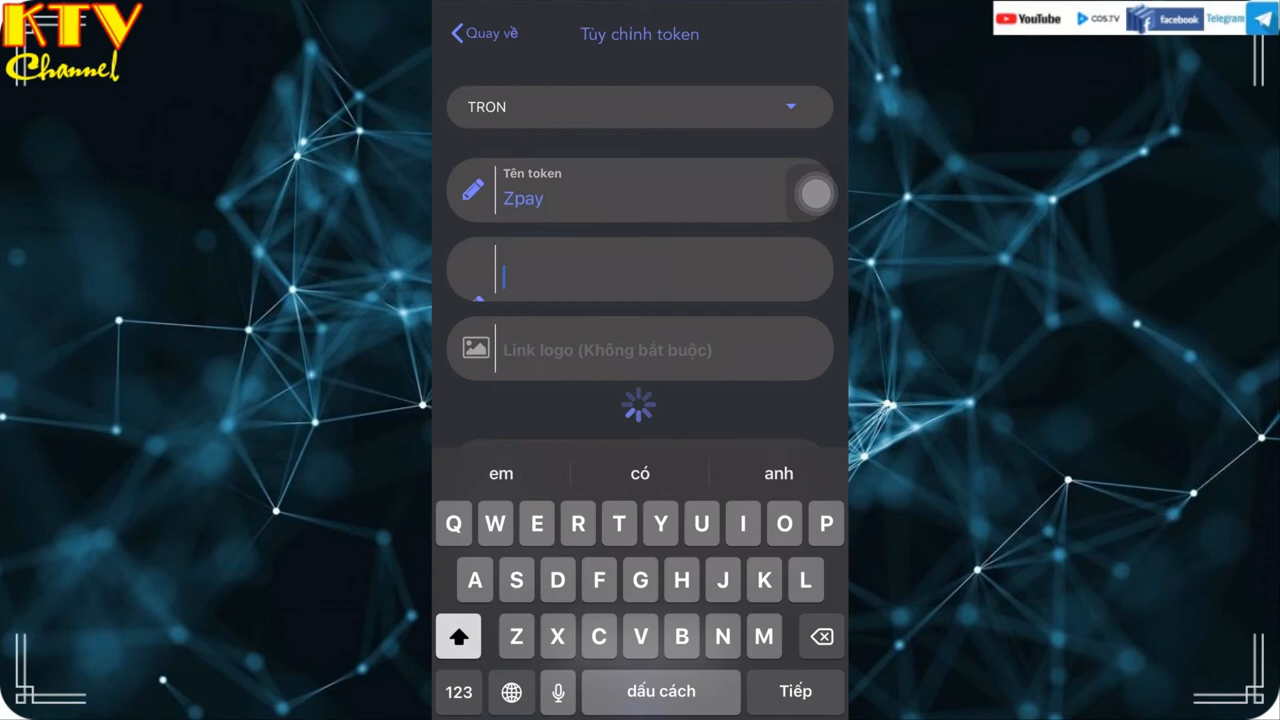 KTV
Channel
YouTube
COS.TV
facebook
Telegram
Quay về
Tùy chỉnh token
TRON
Tên token
Zpay
Link logo (Không bắt buộc)
em
có
anh
Q W E R T Y U I O P
A S D F G H J K L
Z X C V B N M
123
dấu cách
Tiếp